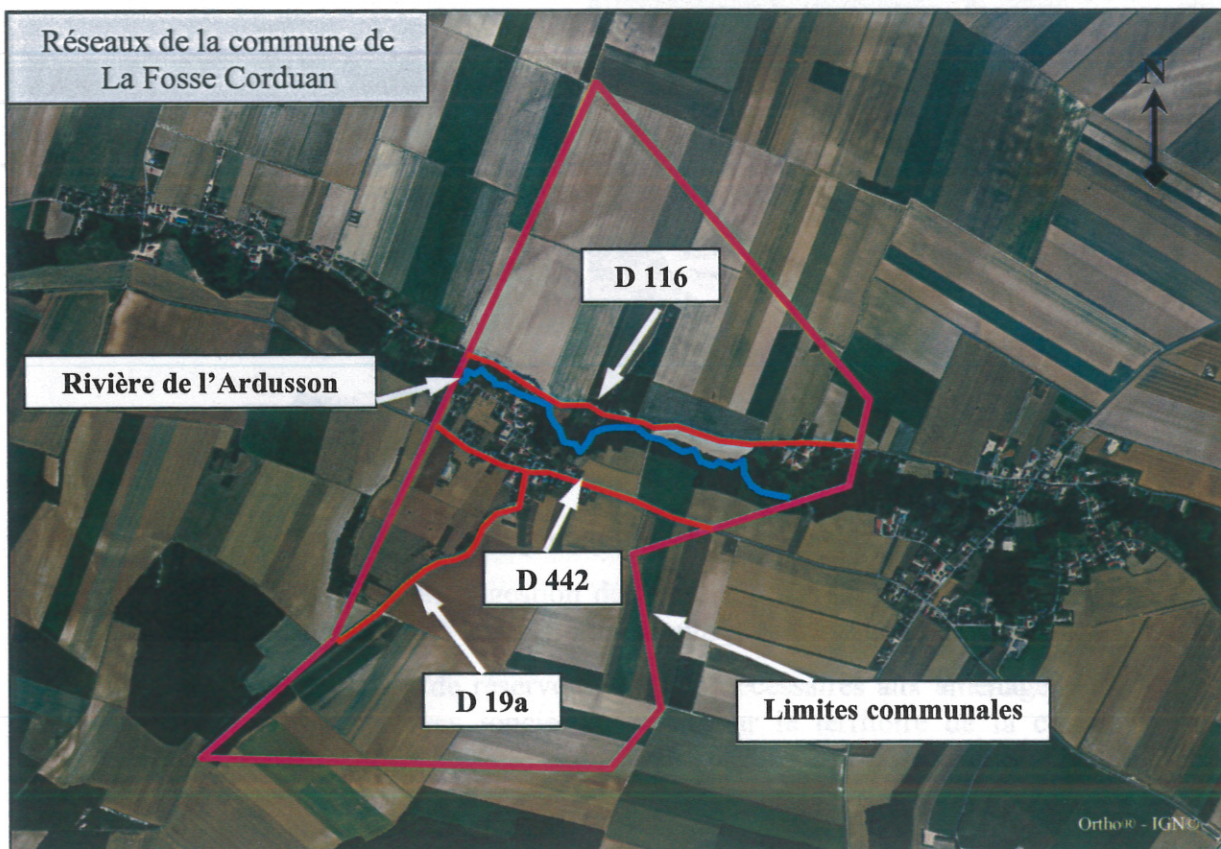 Réseaux de la commune de
La Fosse Corduan
N
D 116
Rivière de l'Ardusson
D 442
D 19a
Limites communales
Ortho(R) - IGN©